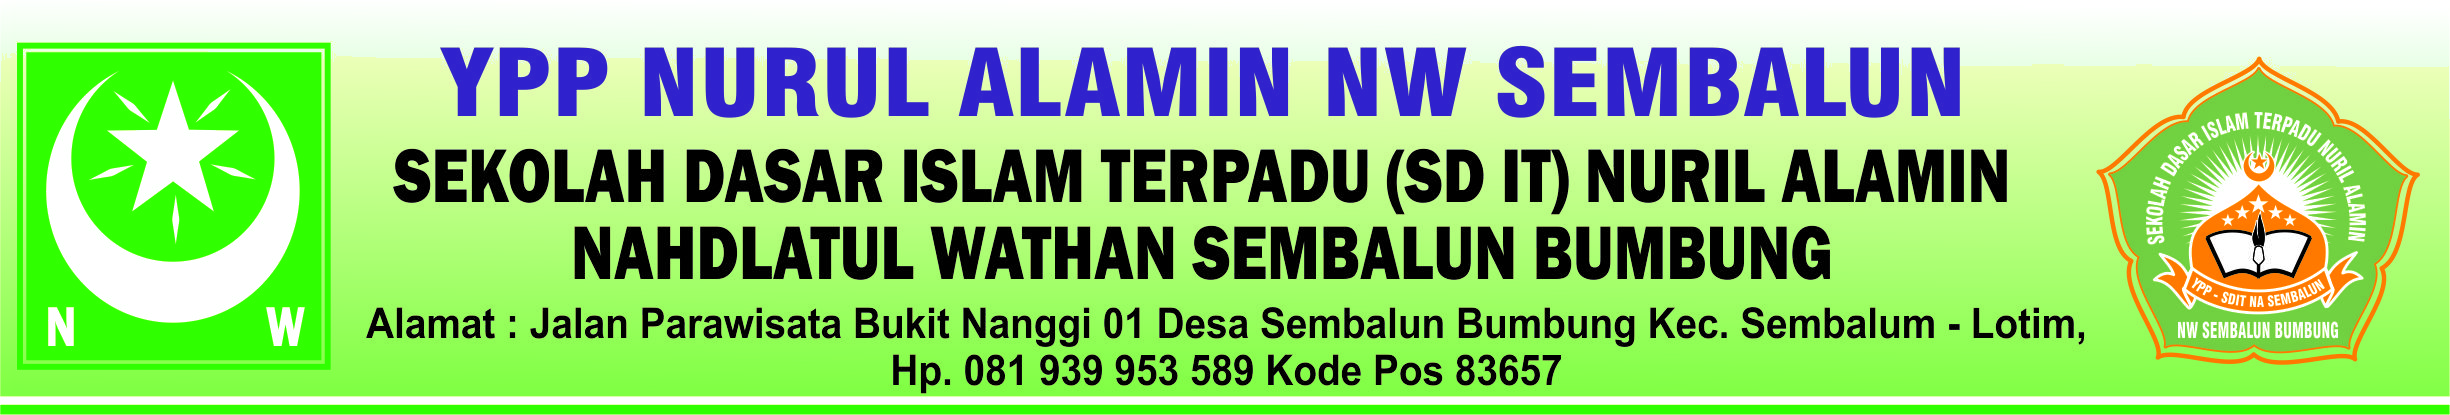 YPP NURUL ALAMIN NW SEMBALUN
SEKOLAH DASAR ISLAM TERPADU (SD IT) NURIL ALAMIN
NAHDLATUL WATHAN SEMBALUN BUMBUNG
Alamat : Jalan Parawisata Bukit Nanggi 01 Desa Sembalun Bumbung Kec. Sembalum - Lotim,
Hp. 081 939 953 589 Kode Pos 83657
N W
SEKOLAH DASAR ISLAM TERPADU NURIL ALAMIN
YPP - SDIT NA SEMBALUN
NW SEMBALUN BUMBUNG